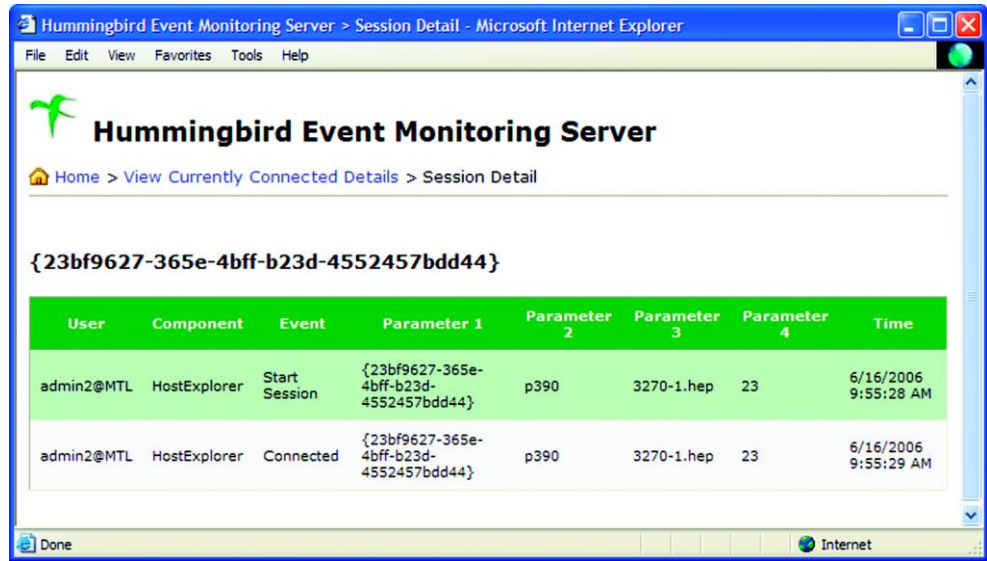 Hummingbird Event Monitoring Server > Session Detail - Microsoft Internet Explorer
File Edit View Favorites Tools Help
Hummingbird Event Monitoring Server
Home > View Currently Connected Details > Session Detail
{23bf9627-365e-4bff-b23d-4552457bdd44}
User Component Event Parameter 1 Parameter 2 Parameter 3 Parameter 4 Time
admin2@MTL HostExplorer Start Session {23bf9627-365e-4bff-b23d-4552457bdd44} p390 3270-1.hep 23 6/16/2006 9:55:28 AM
admin2@MTL HostExplorer Connected {23bf9627-365e-4bff-b23d-4552457bdd44} p390 3270-1.hep 23 6/16/2006 9:55:29 AM
Done Internet